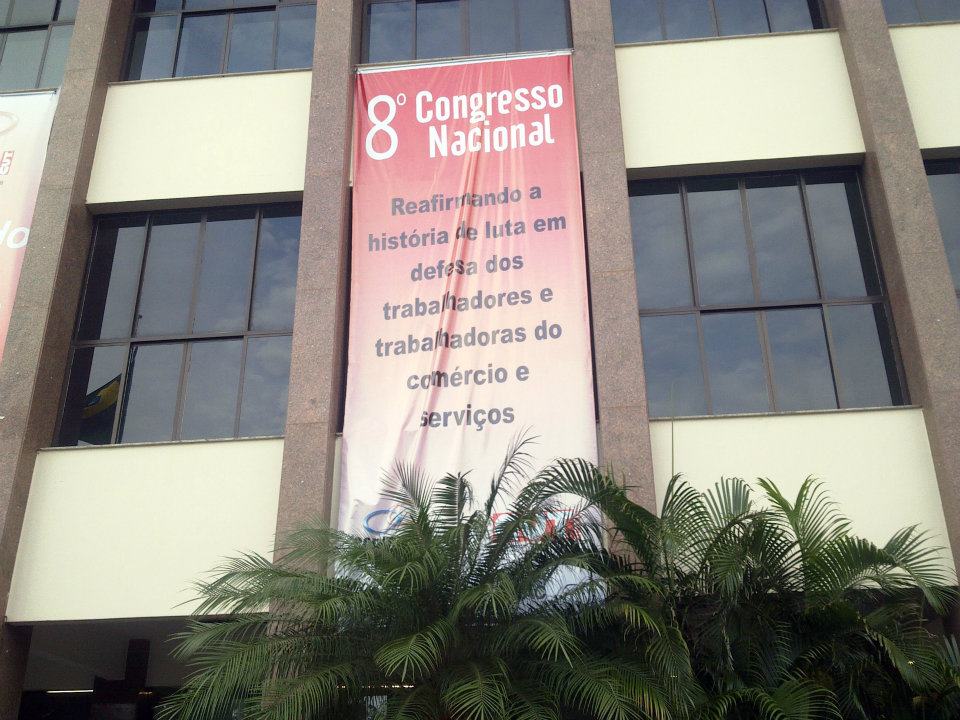 8º Congresso
Nacional
Reafirmando a
história de luta em
defesa dos
trabalhadores e
trabalhadoras do
comércio e
serviços